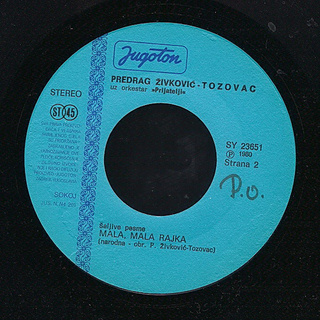 Jugoton
PREDRAG ŽIVKOVIĆ-TOZOVAC
uz orkestar »Prijatelji«
STEREO
ST 45
SY 23651
℗ 1980
Strana 2
P.O.
SOKOJ
Šaljive pesme
MALA, MALA RAJKA
(narodna - obr. P. Živković-Tozovac)